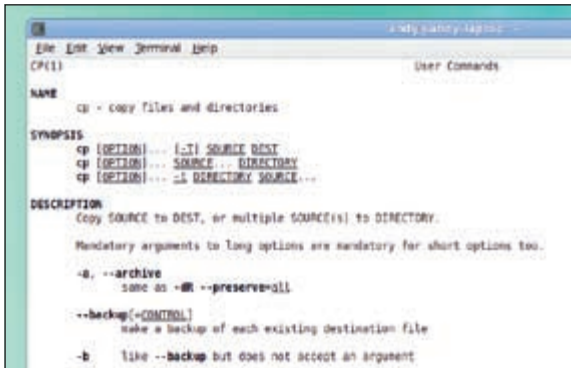 File Edit View Terminal Help
CP(1) User Commands
NAME
cp - copy files and directories
SYNOPSIS
cp [OPTION]... [-T] SOURCE DEST
cp [OPTION]... SOURCE... DIRECTORY
cp [OPTION]... -t DIRECTORY SOURCE...
DESCRIPTION
Copy SOURCE to DEST, or multiple SOURCE(s) to DIRECTORY.
Mandatory arguments to long options are mandatory for short options too.
-a, --archive
same as -dR --preserve=all
--backup[=CONTROL]
make a backup of each existing destination file
-b like --backup but does not accept an argument